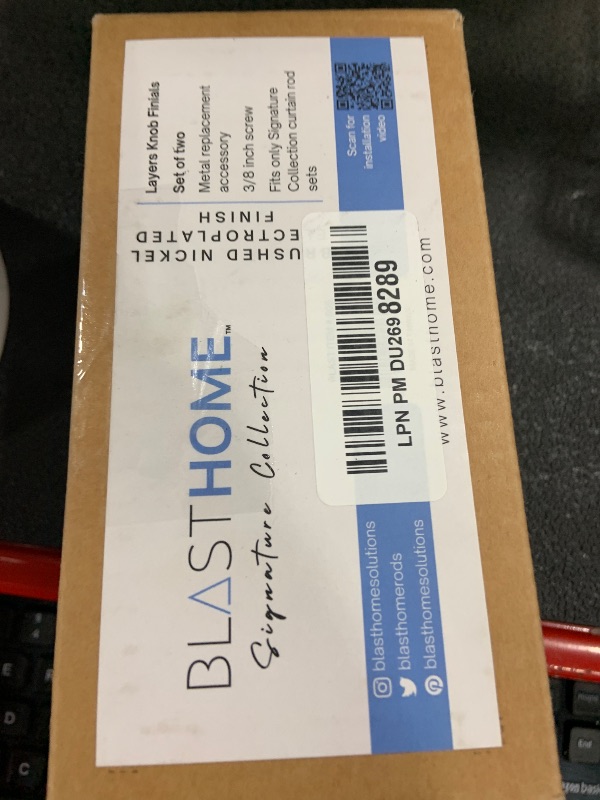 BLASTHOME™
Signature Collection
USHED NICKEL
ECTROPLATED
FINISH
Layers Knob Finials
Set of two
Metal replacement
accessory
3/8 inch screw
Fits only Signature
Collection curtain rod
sets
Scan for
installation
video
LPN PM DU2698289
www.blasthome.com
blasthomesolutions
blasthomerods
blasthomesolutions
E
D
C
End